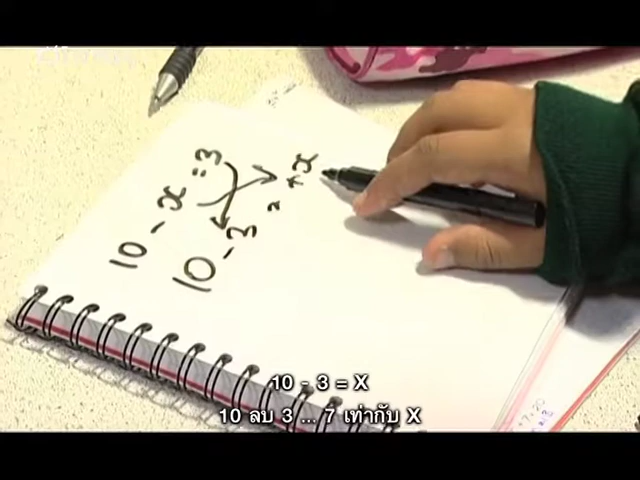 10 - x = 3
10 - 3 = +x
10 - 3 = X
10 ลบ 3 ... 7 เท่ากับ X